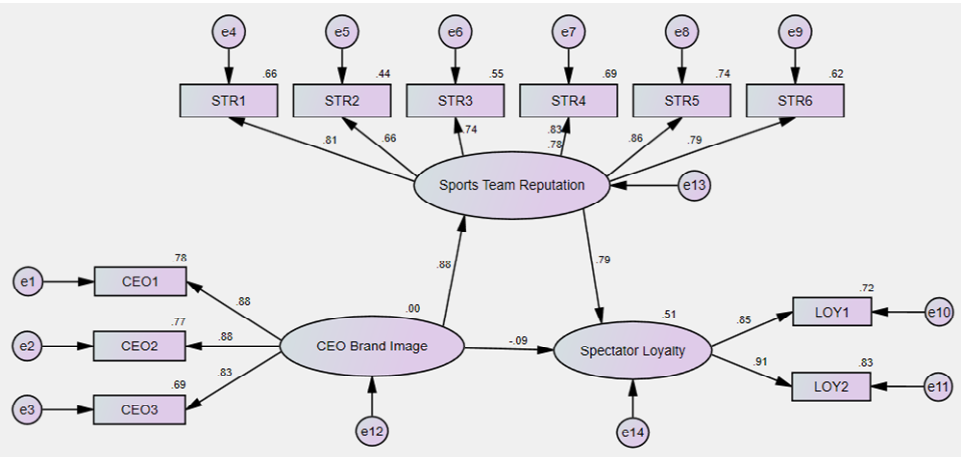 e4 e5 e6 e7 e8 e9
.66 .44 .55 .69 .74 .62
STR1 STR2 STR3 STR4 STR5 STR6
.81 .66 .74 .83 .86 .79
.78
Sports Team Reputation e13
.88 .79
e1 CEO1 .78
.88
e2 CEO2 .77
.88
e3 CEO3 .69
.83
.00
CEO Brand Image
e12
-.09
.51
Spectator Loyalty
e14
.85
.72
LOY1 e10
.91
.83
LOY2 e11